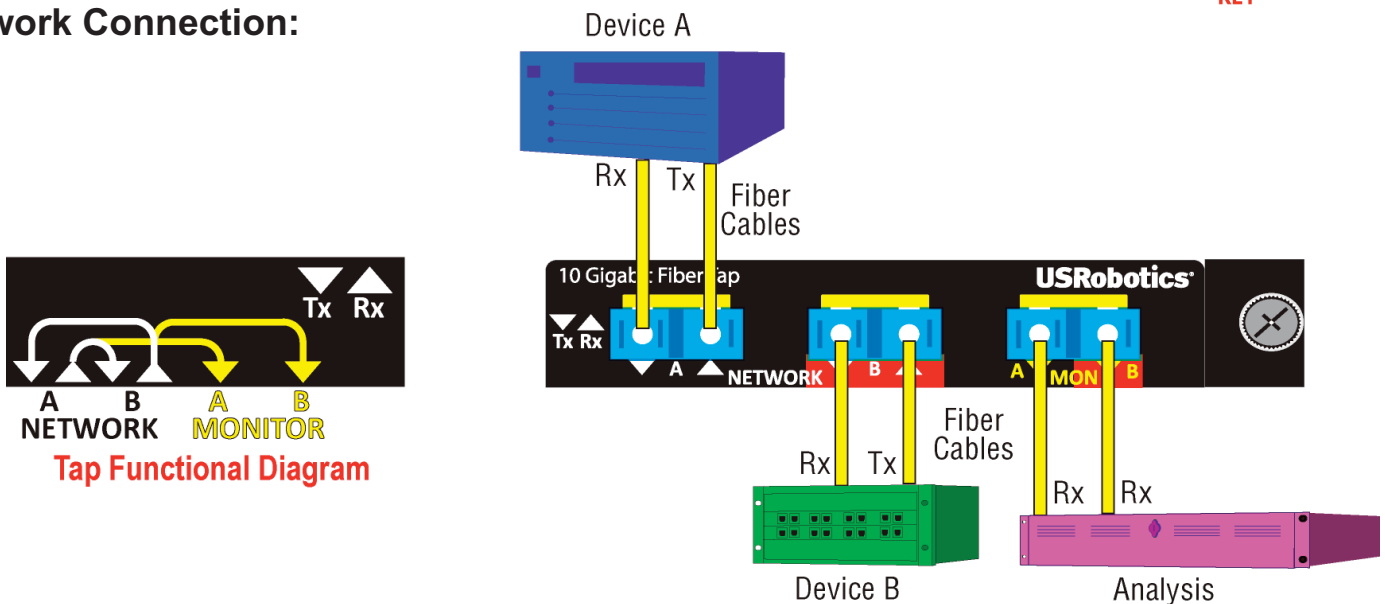 work Connection:
Device A
Rx Tx
Fiber
Cables
Tx Rx
A B A B
NETWORK MONITOR
Tap Functional Diagram
USRobotics
Tx Rx
A NETWORK B A MON B
Fiber
Cables
Rx Tx
Rx Rx
Device B
Analysis